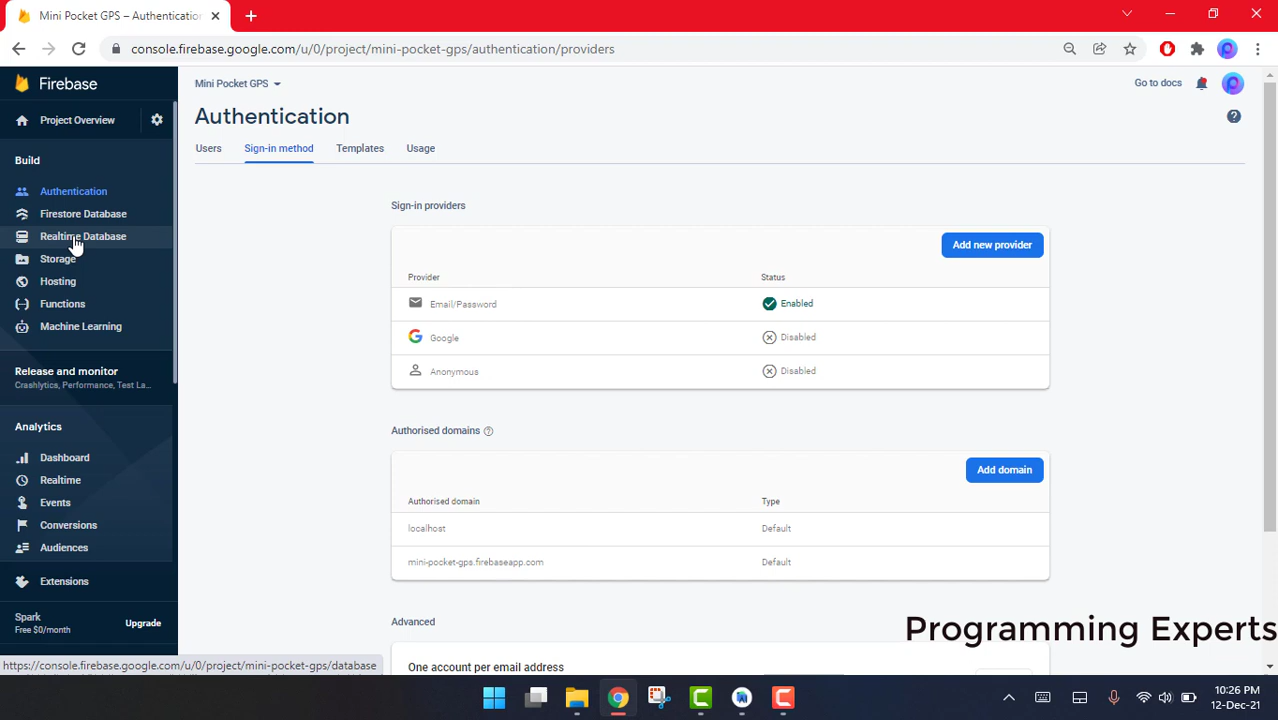 Mini Pocket GPS – Authentication
console.firebase.google.com/u/0/project/mini-pocket-gps/authentication/providers
Firebase
Mini Pocket GPS
Go to docs
Project Overview
Authentication
Users
Sign-in method
Templates
Usage
Build
Authentication
Firestore Database
Realtime Database
Storage
Hosting
Functions
Machine Learning
Release and monitor
Crashlytics, Performance, Test La...
Analytics
Dashboard
Realtime
Events
Conversions
Audiences
Extensions
Spark
Free $0/month
Upgrade
https://console.firebase.google.com/u/0/project/mini-pocket-gps/database
Sign-in providers
Add new provider
Provider Status
Email/Password Enabled
Google Disabled
Anonymous Disabled
Authorised domains
Add domain
Authorised domain Type
localhost Default
mini-pocket-gps.firebaseapp.com Default
Advanced
One account per email address
Programming Experts
10:26 PM
12-Dec-21